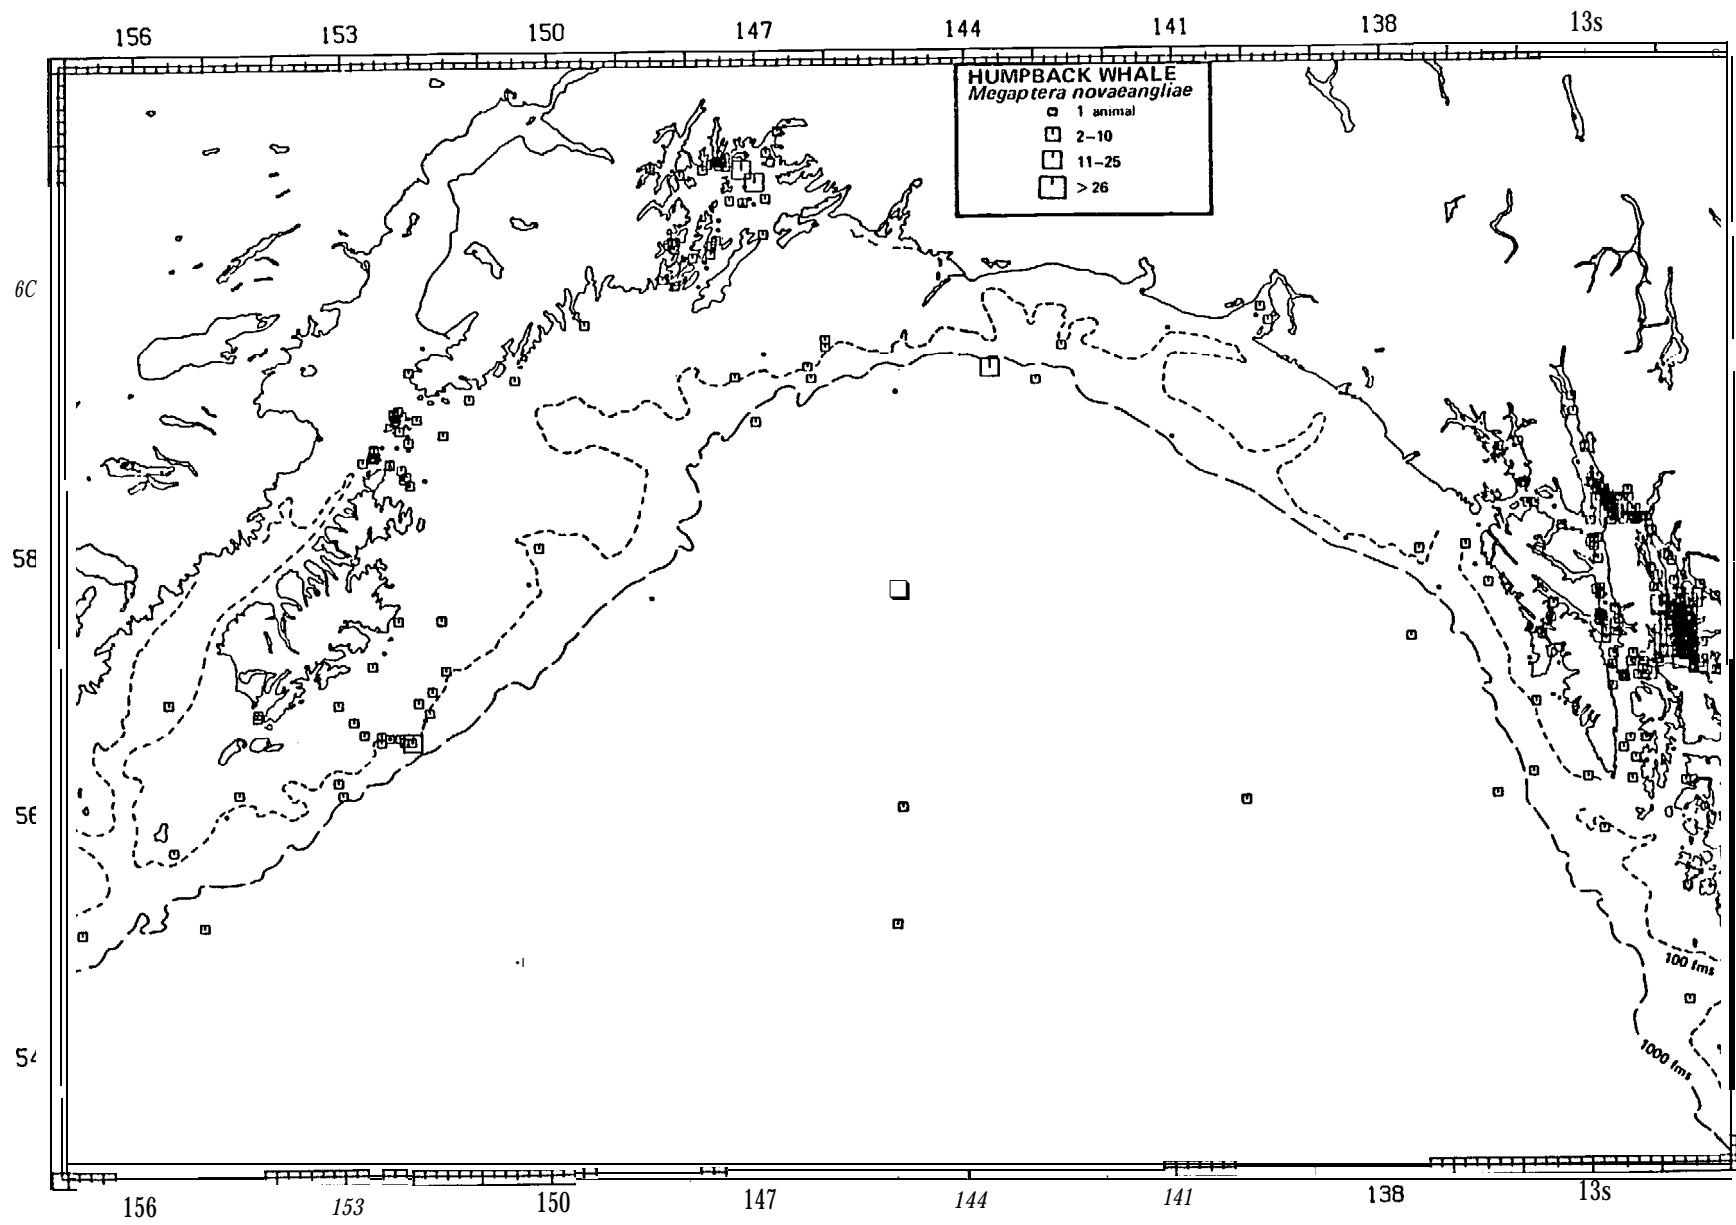 156 153 150 147 144 141 138 13s
HUMPBACK WHALE
Megaptera novaeangliae
1 animal
2-10
11-25
> 26
6C
58
56
54
100 fms
1000 fms
156 153 150 147 144 141 138 13s